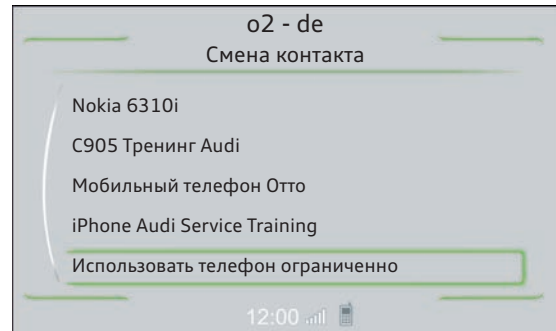 o2 - de
Смена контакта
Nokia 6310i
C905 Тренинг Audi
Мобильный телефон Отто
iPhone Audi Service Training
Использовать телефон ограниченно
12:00